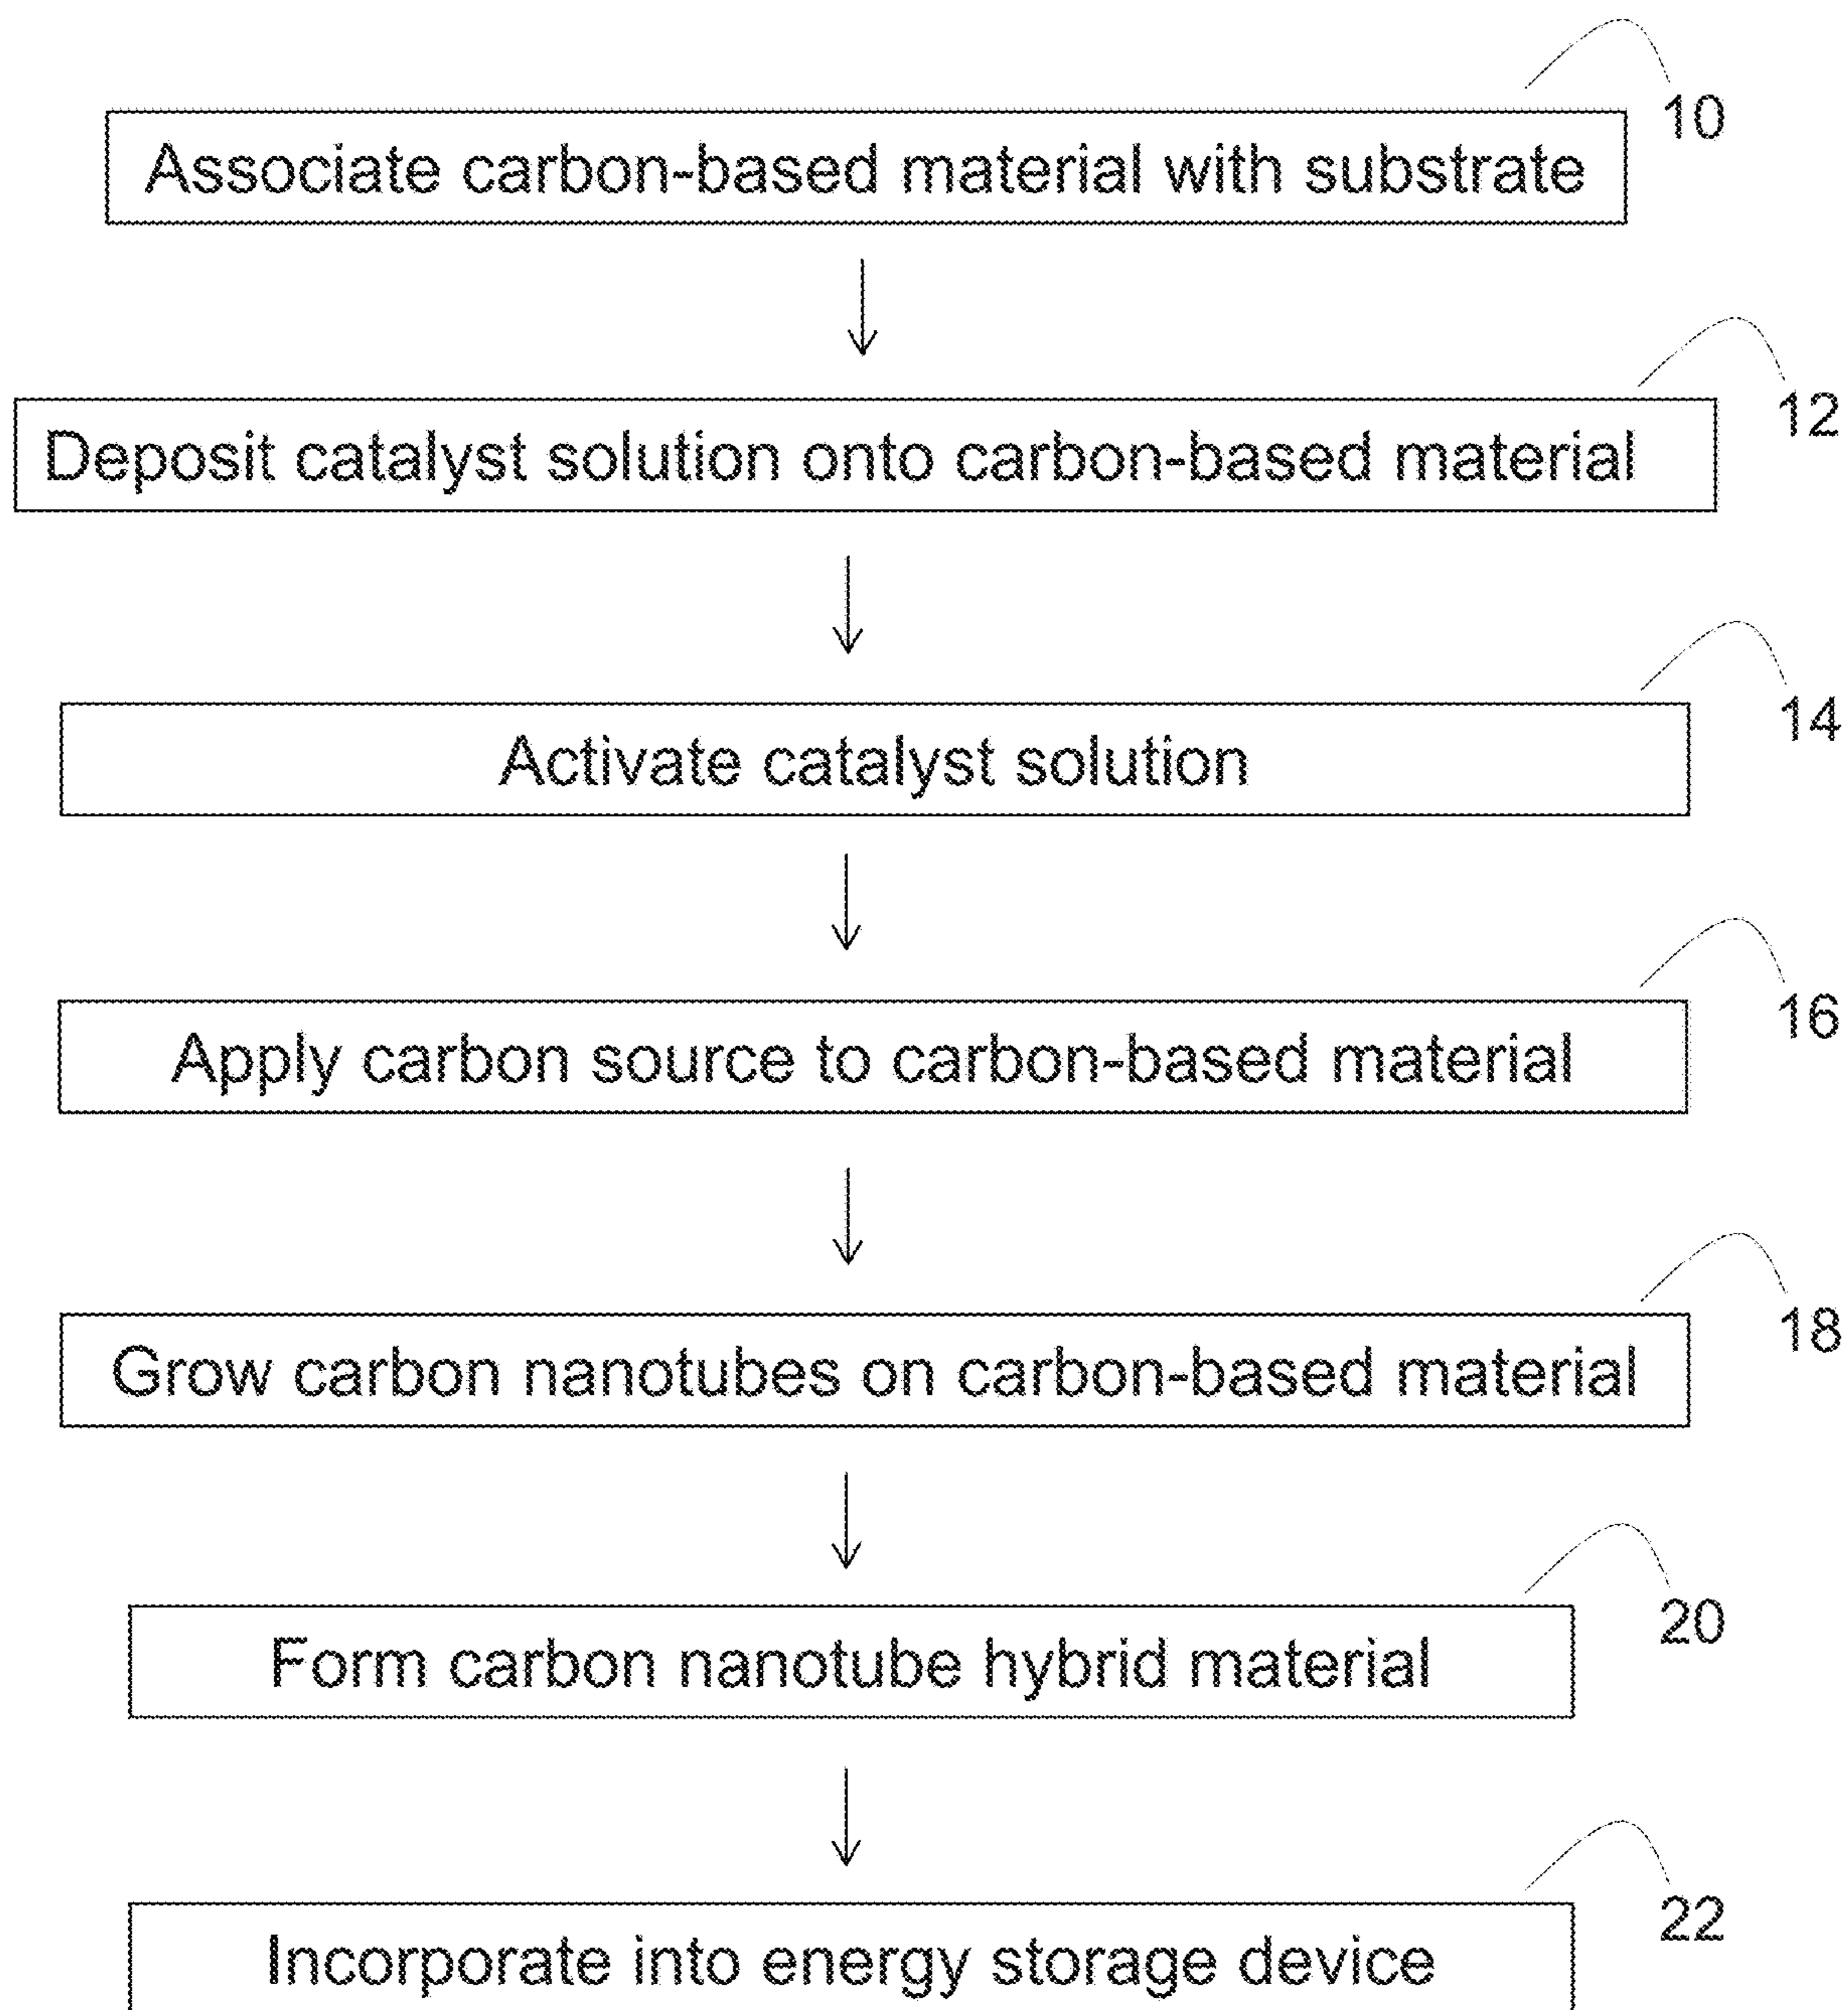 10
Associate carbon-based material with substrate
12
Deposit catalyst solution onto carbon-based material
14
Activate catalyst solution
16
Apply carbon source to carbon-based material
18
Grow carbon nanotubes on carbon-based material
20
Form carbon nanotube hybrid material
22
Incorporate into energy storage device